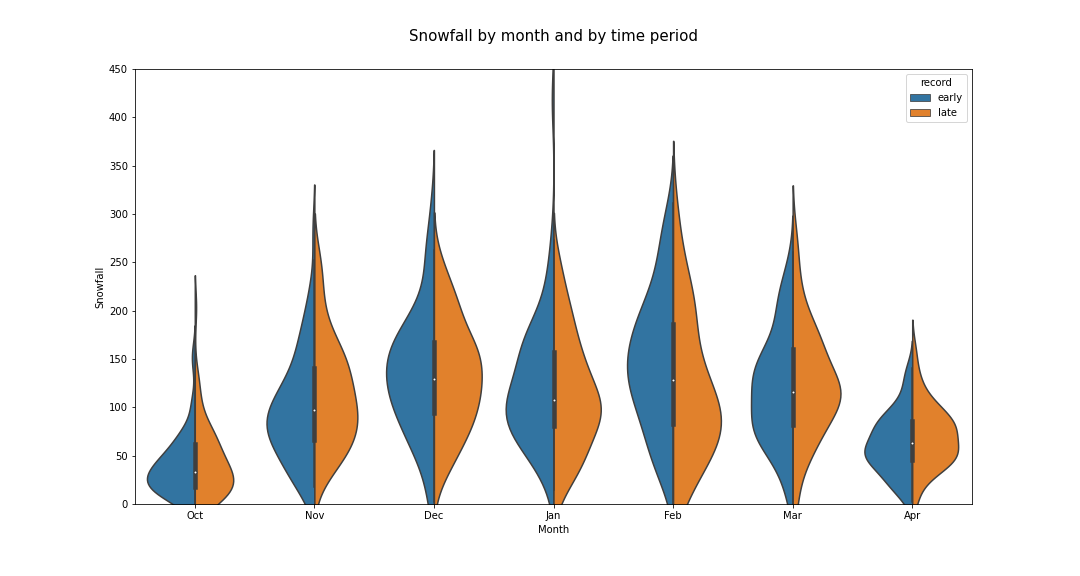 Snowfall by month and by time period
record
early
late
450
400
350
300
250
200
150
100
50
0
Snowfall
Oct Nov Dec Jan Feb Mar Apr
Month